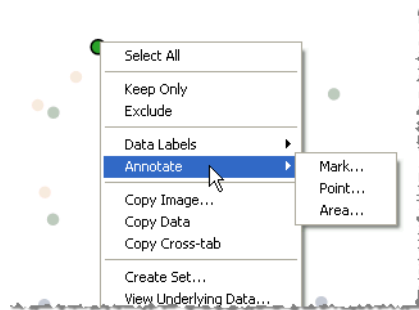 Select All
Keep Only
Exclude
Data Labels
Annotate
Mark...
Point...
Area...
Copy Image...
Copy Data
Copy Cross-tab
Create Set...
View Underlying Data...